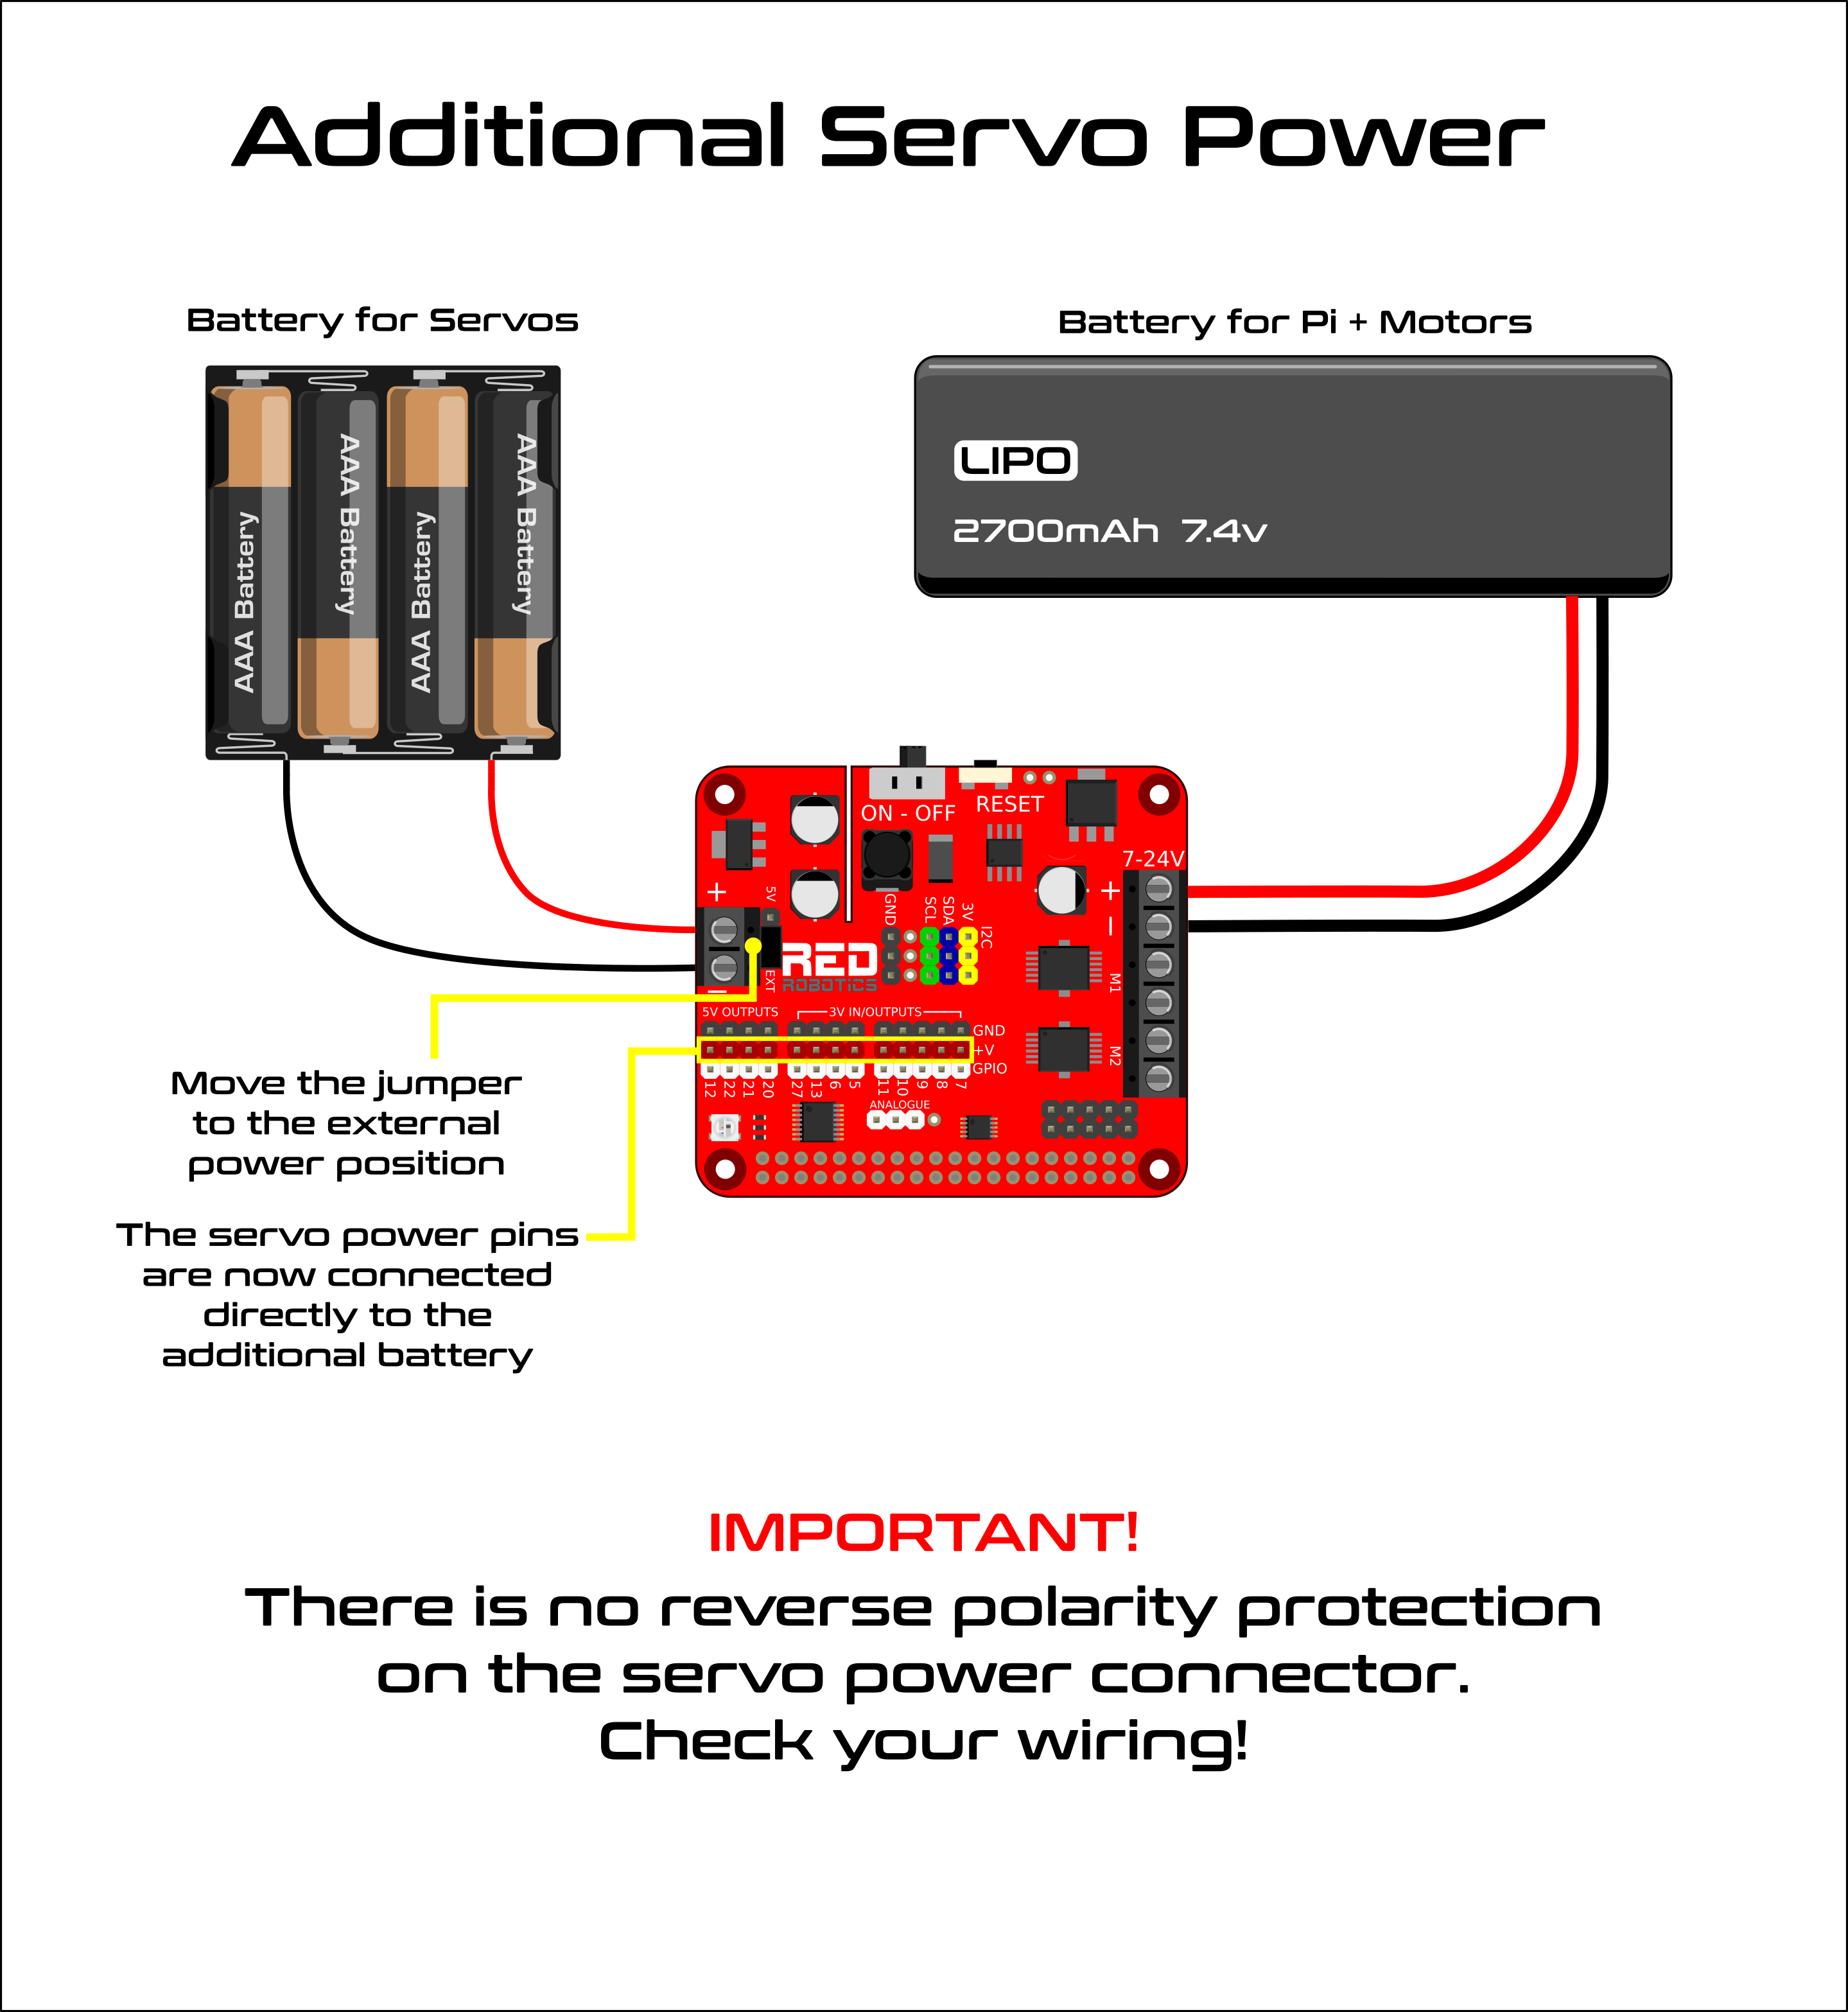 Additional Servo Power
Battery for Servos
Battery for Pi + Motors
AAA Battery
AAA Battery
AAA Battery
AAA Battery
LIPO
2700mAh 7.4v
ON - OFF
RESET
7-24V
+
5V
GND
SCL
SDA
3V
I2C
+
−
RED
ROBOTICS
EXT
−
M1
5V OUTPUTS
3V IN/OUTPUTS
GND
+V
GPIO
M2
12
22
21
20
27
13
6
5
11
10
9
8
7
ANALOGUE
Move the jumper
to the external
power position
The servo power pins
are now connected
directly to the
additional battery
IMPORTANT!
There is no reverse polarity protection
on the servo power connector.
Check your wiring!